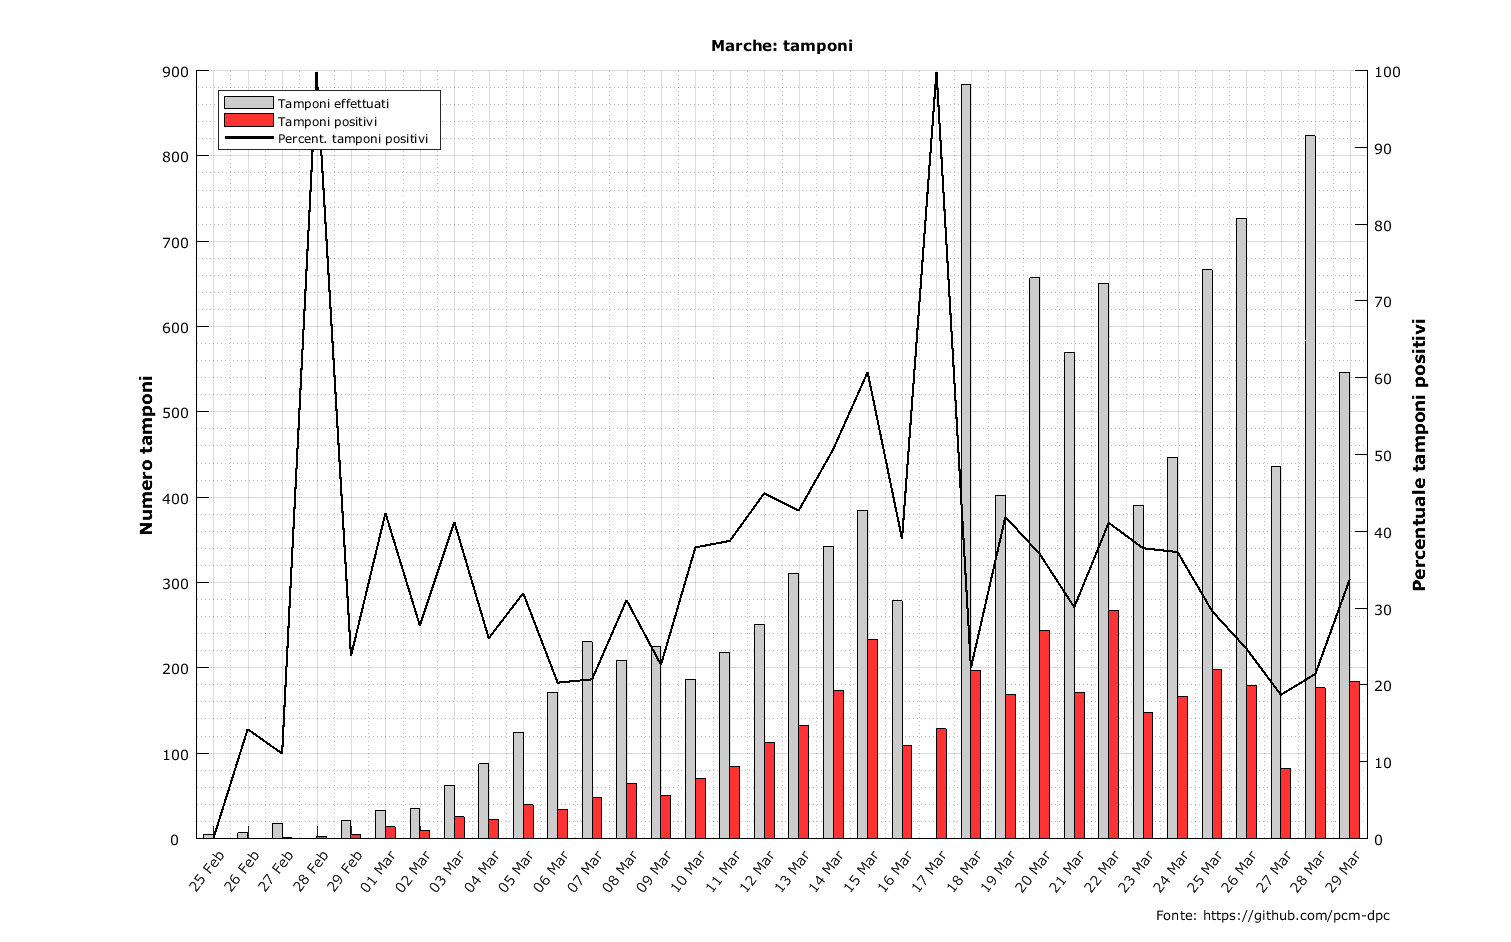 Marche: tamponi
Tamponi effettuati
Tamponi positivi
Percent. tamponi positivi
Numero tamponi
900
800
700
600
500
400
300
200
100
0
100
90
80
70
60
50
40
30
20
10
0
Percentuale tamponi positivi
25 Feb
26 Feb
27 Feb
28 Feb
29 Feb
01 Mar
02 Mar
03 Mar
04 Mar
05 Mar
06 Mar
07 Mar
08 Mar
09 Mar
10 Mar
11 Mar
12 Mar
13 Mar
14 Mar
15 Mar
16 Mar
17 Mar
18 Mar
19 Mar
20 Mar
21 Mar
22 Mar
23 Mar
24 Mar
25 Mar
26 Mar
27 Mar
28 Mar
29 Mar
Fonte: https://github.com/pcm-dpc